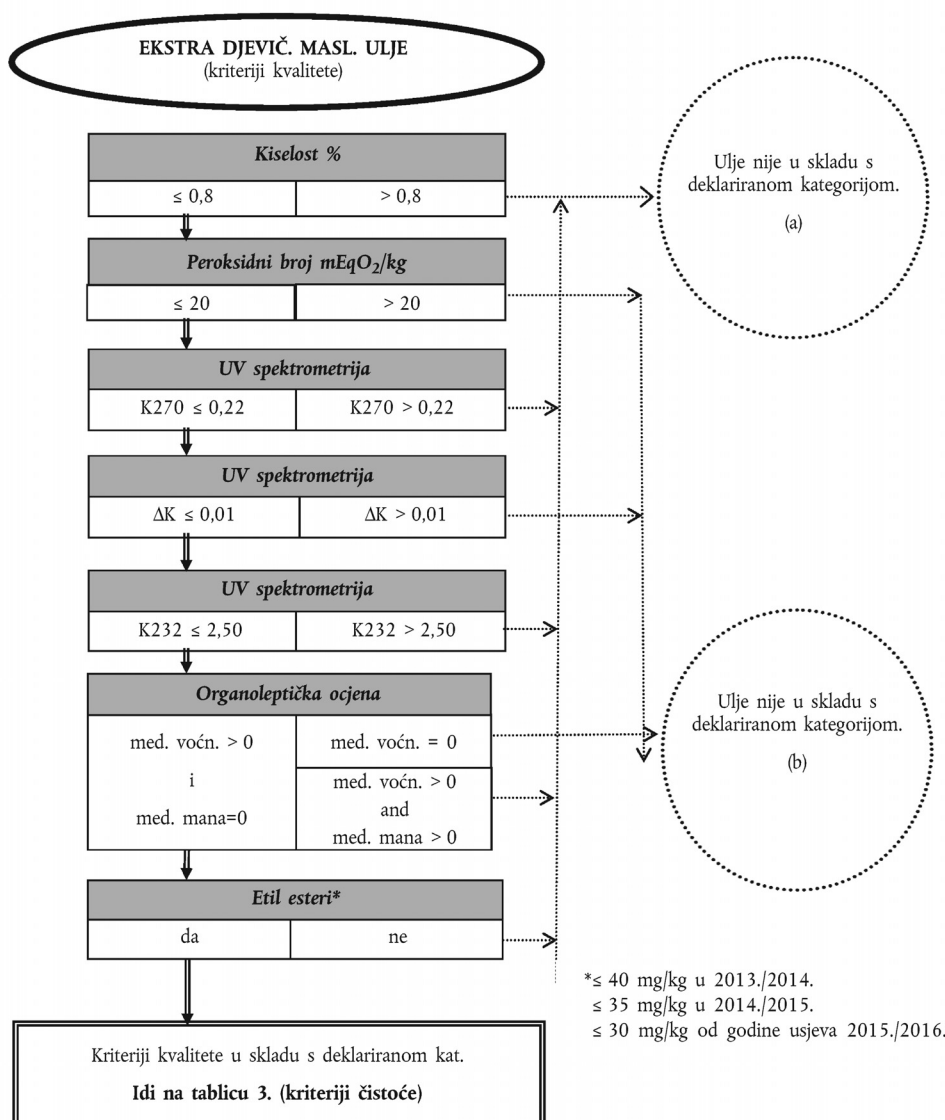 EKSTRA DJEVIČ. MASL. ULJE
(kriteriji kvalitete)
Kiselost %
≤ 0,8
> 0,8
Ulje nije u skladu s
deklariranom kategorijom.
(a)
Peroksidni broj mEqO2/kg
≤ 20
> 20
UV spektrometrija
K270 ≤ 0,22
K270 > 0,22
UV spektrometrija
ΔK ≤ 0,01
ΔK > 0,01
UV spektrometrija
K232 ≤ 2,50
K232 > 2,50
Organoleptička ocjena
med. voćn. > 0
i
med. mana=0
med. voćn. = 0
med. voćn. > 0
and
med. mana > 0
Ulje nije u skladu s
deklariranom kategorijom.
(b)
Etil esteri*
da
ne
*≤ 40 mg/kg u 2013./2014.
≤ 35 mg/kg u 2014./2015.
≤ 30 mg/kg od godine usjeva 2015./2016.
Kriteriji kvalitete u skladu s deklariranom kat.
Idi na tablicu 3. (kriteriji čistoće)